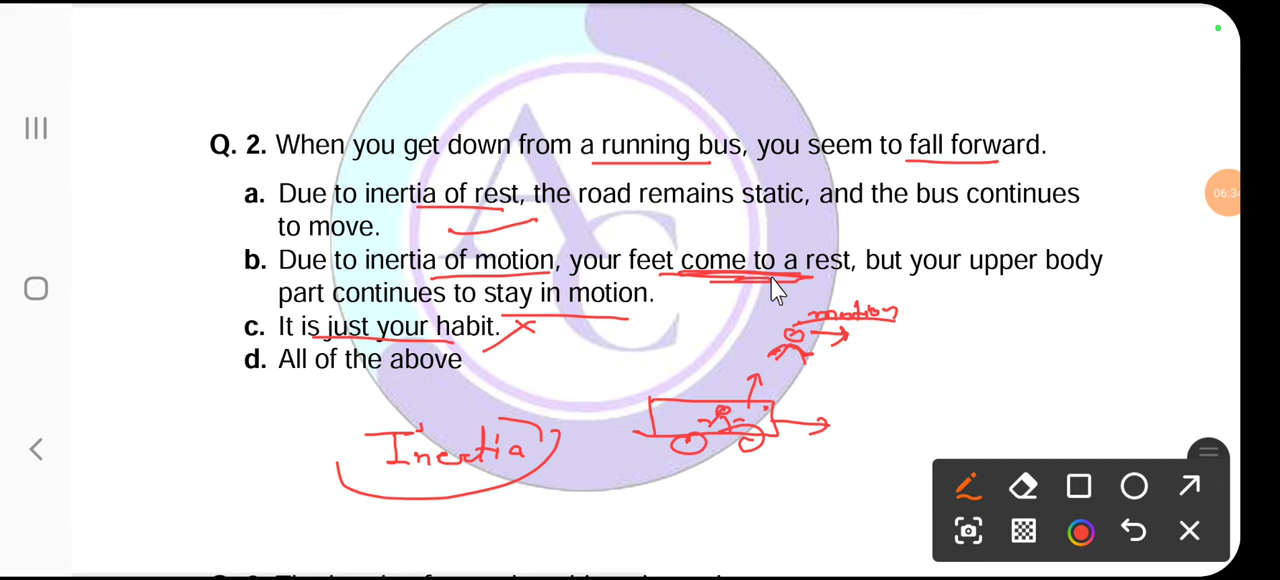 Q. 2. When you get down from a running bus, you seem to fall forward.
a. Due to inertia of rest, the road remains static, and the bus continues
to move.
b. Due to inertia of motion, your feet come to a rest, but your upper body
part continues to stay in motion.
motion
c. It is just your habit.
d. All of the above
Inertia
06:34